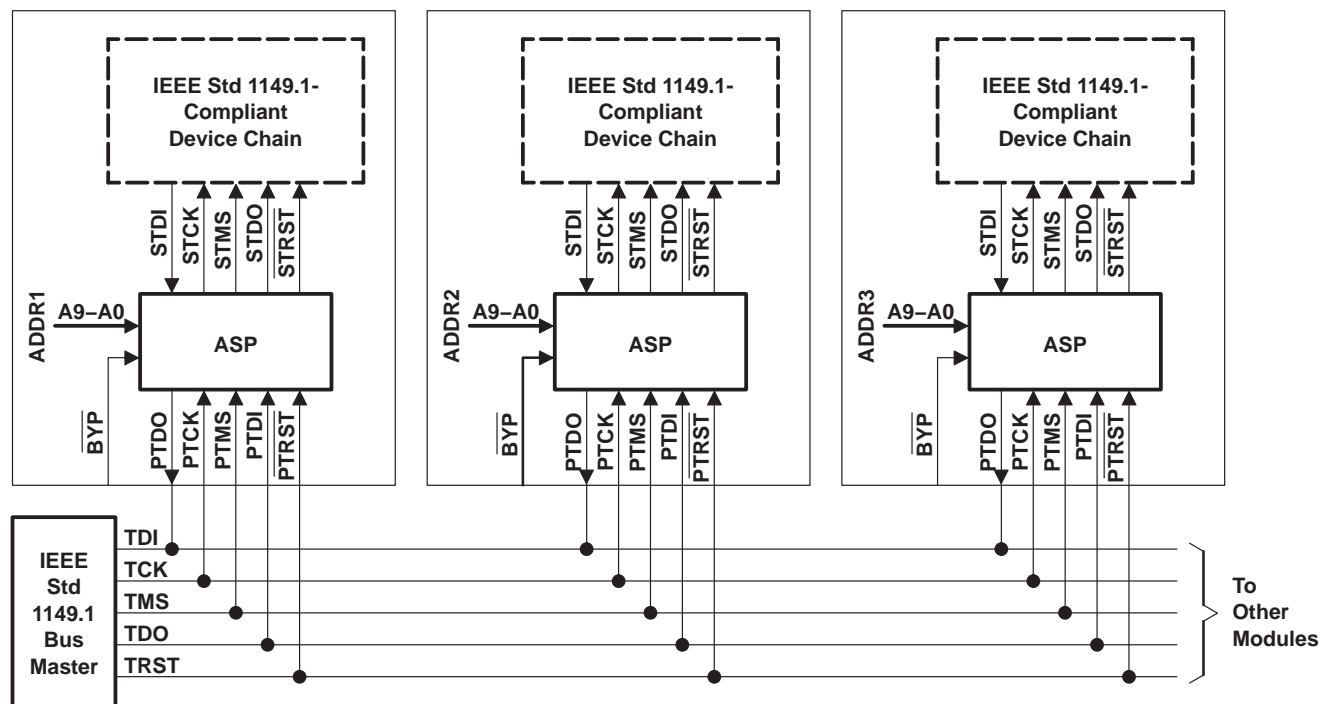 IEEE Std 1149.1-
Compliant
Device Chain
STDI
STCK
STMS
STDO
STRST
ADDR1
A9–A0
ASP
BYP
PTDO
PTCK
PTMS
PTDI
PTRST
IEEE Std 1149.1-
Compliant
Device Chain
STDI
STCK
STMS
STDO
STRST
ADDR2
A9–A0
ASP
BYP
PTDO
PTCK
PTMS
PTDI
PTRST
IEEE Std 1149.1-
Compliant
Device Chain
STDI
STCK
STMS
STDO
STRST
ADDR3
A9–A0
ASP
BYP
PTDO
PTCK
PTMS
PTDI
PTRST
IEEE
Std
1149.1
Bus
Master
TDI
TCK
TMS
TDO
TRST
To
Other
Modules